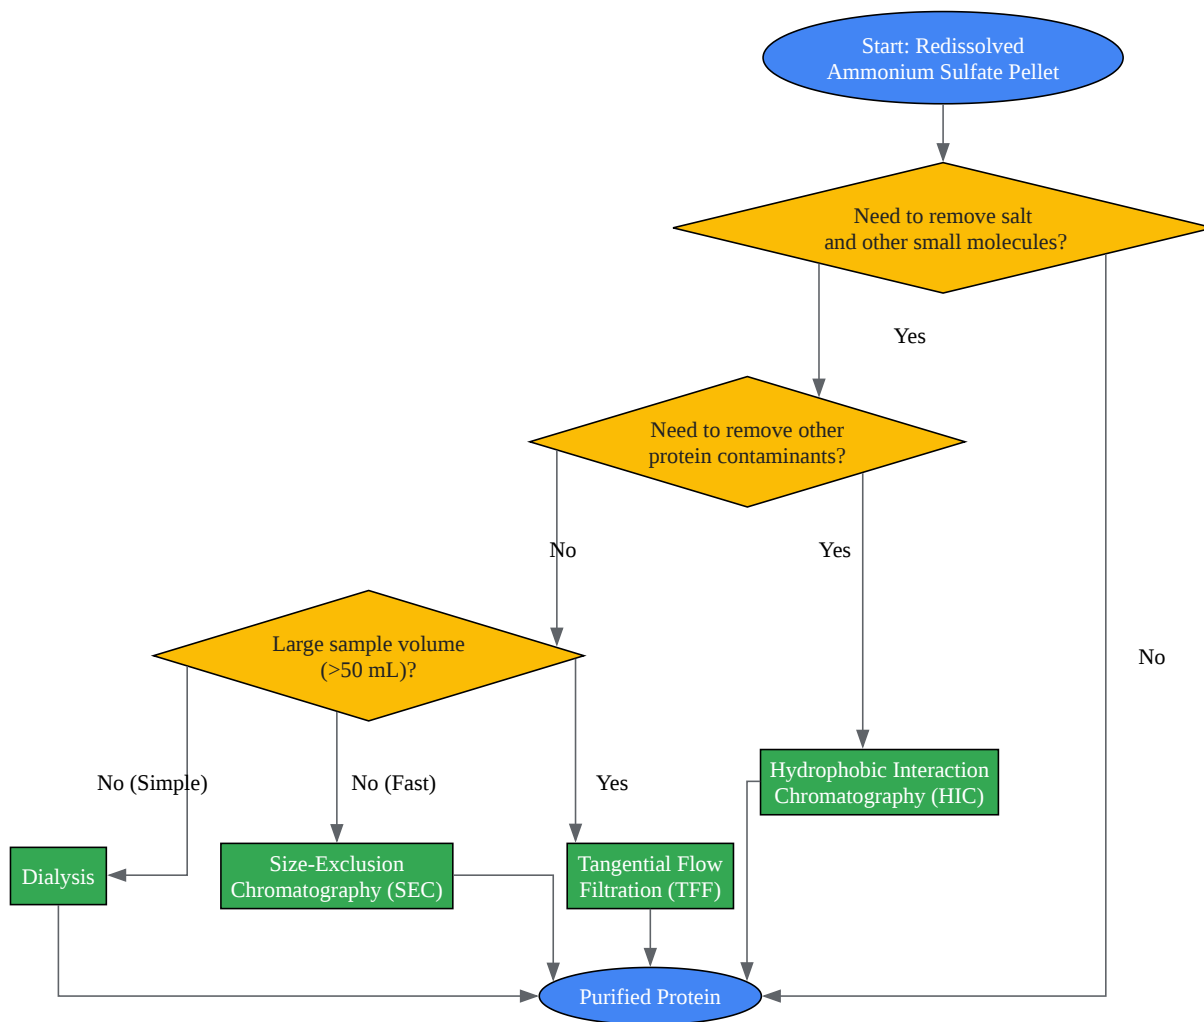 Start: Redissolved
Ammonium Sulfate Pellet
Need to remove salt
and other small molecules?
Yes
Need to remove other
protein contaminants?
No
Yes
Large sample volume
(>50 mL)?
No
No (Simple)
No (Fast)
Yes
Hydrophobic Interaction
Chromatography (HIC)
Dialysis
Size-Exclusion
Chromatography (SEC)
Tangential Flow
Filtration (TFF)
Purified Protein